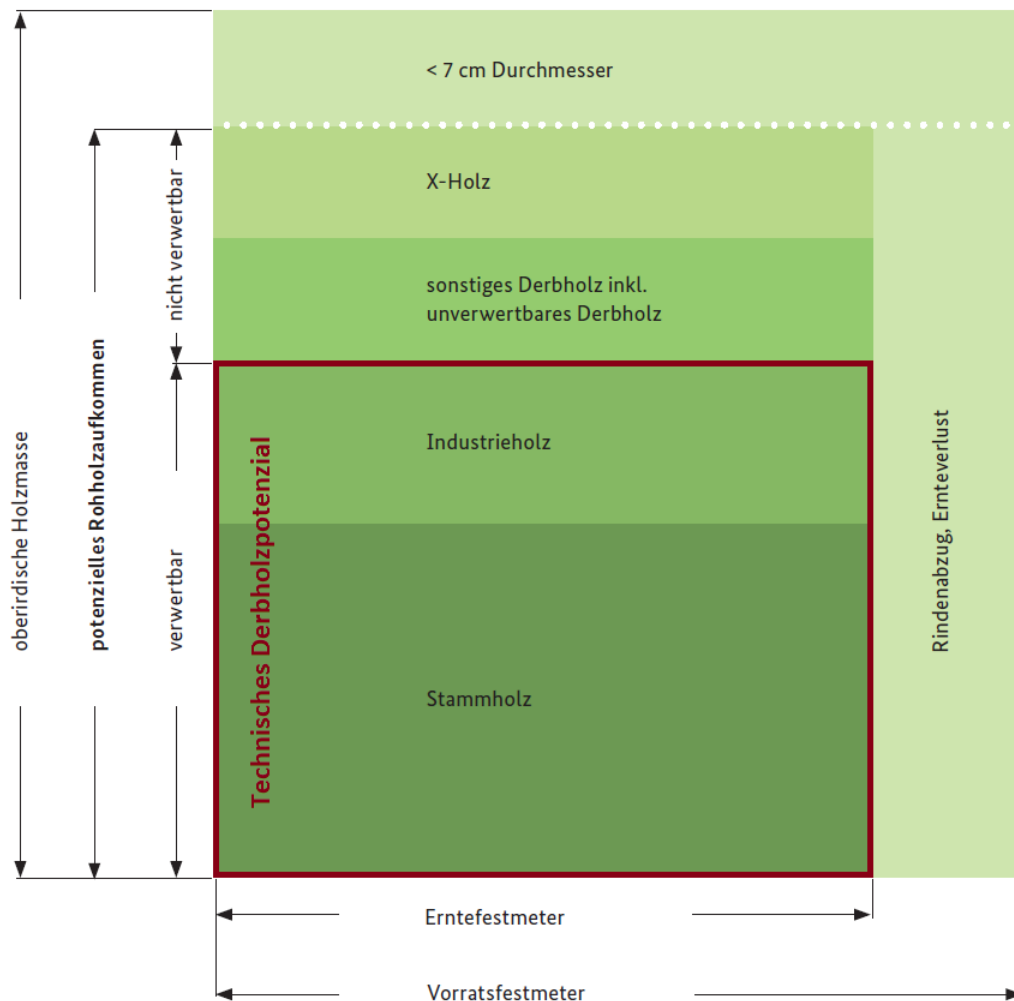 < 7 cm Durchmesser
X-Holz
sonstiges Derbholz inkl.
unverwertbares Derbholz
Industrieholz
Stammholz
oberirdische Holzmasse
potenzielles Rohholzaufkommen
nicht verwertbar
verwertbar
Technisches Derbholzpotenzial
Rindenabzug, Ernteverlust
Erntefestmeter
Vorratsfestmeter